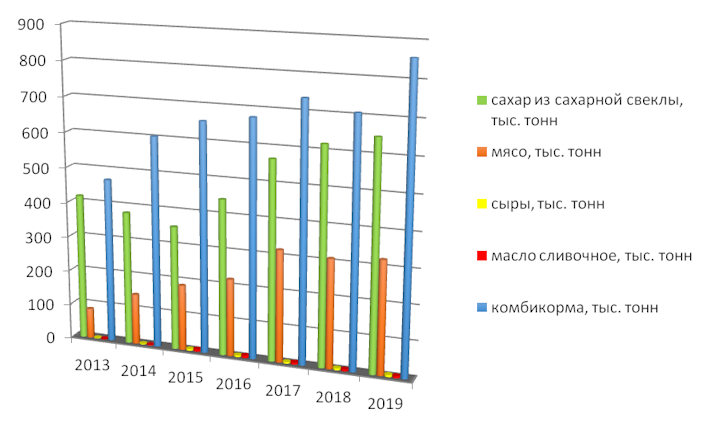 900
800
700
600
500
400
300
200
100
0
2013 2014 2015 2016 2017 2018 2019
сахар из сахарной свеклы,
тыс. тонн
мясо, тыс. тонн
сыры, тыс. тонн
масло сливочное, тыс. тонн
комбикорма, тыс. тонн